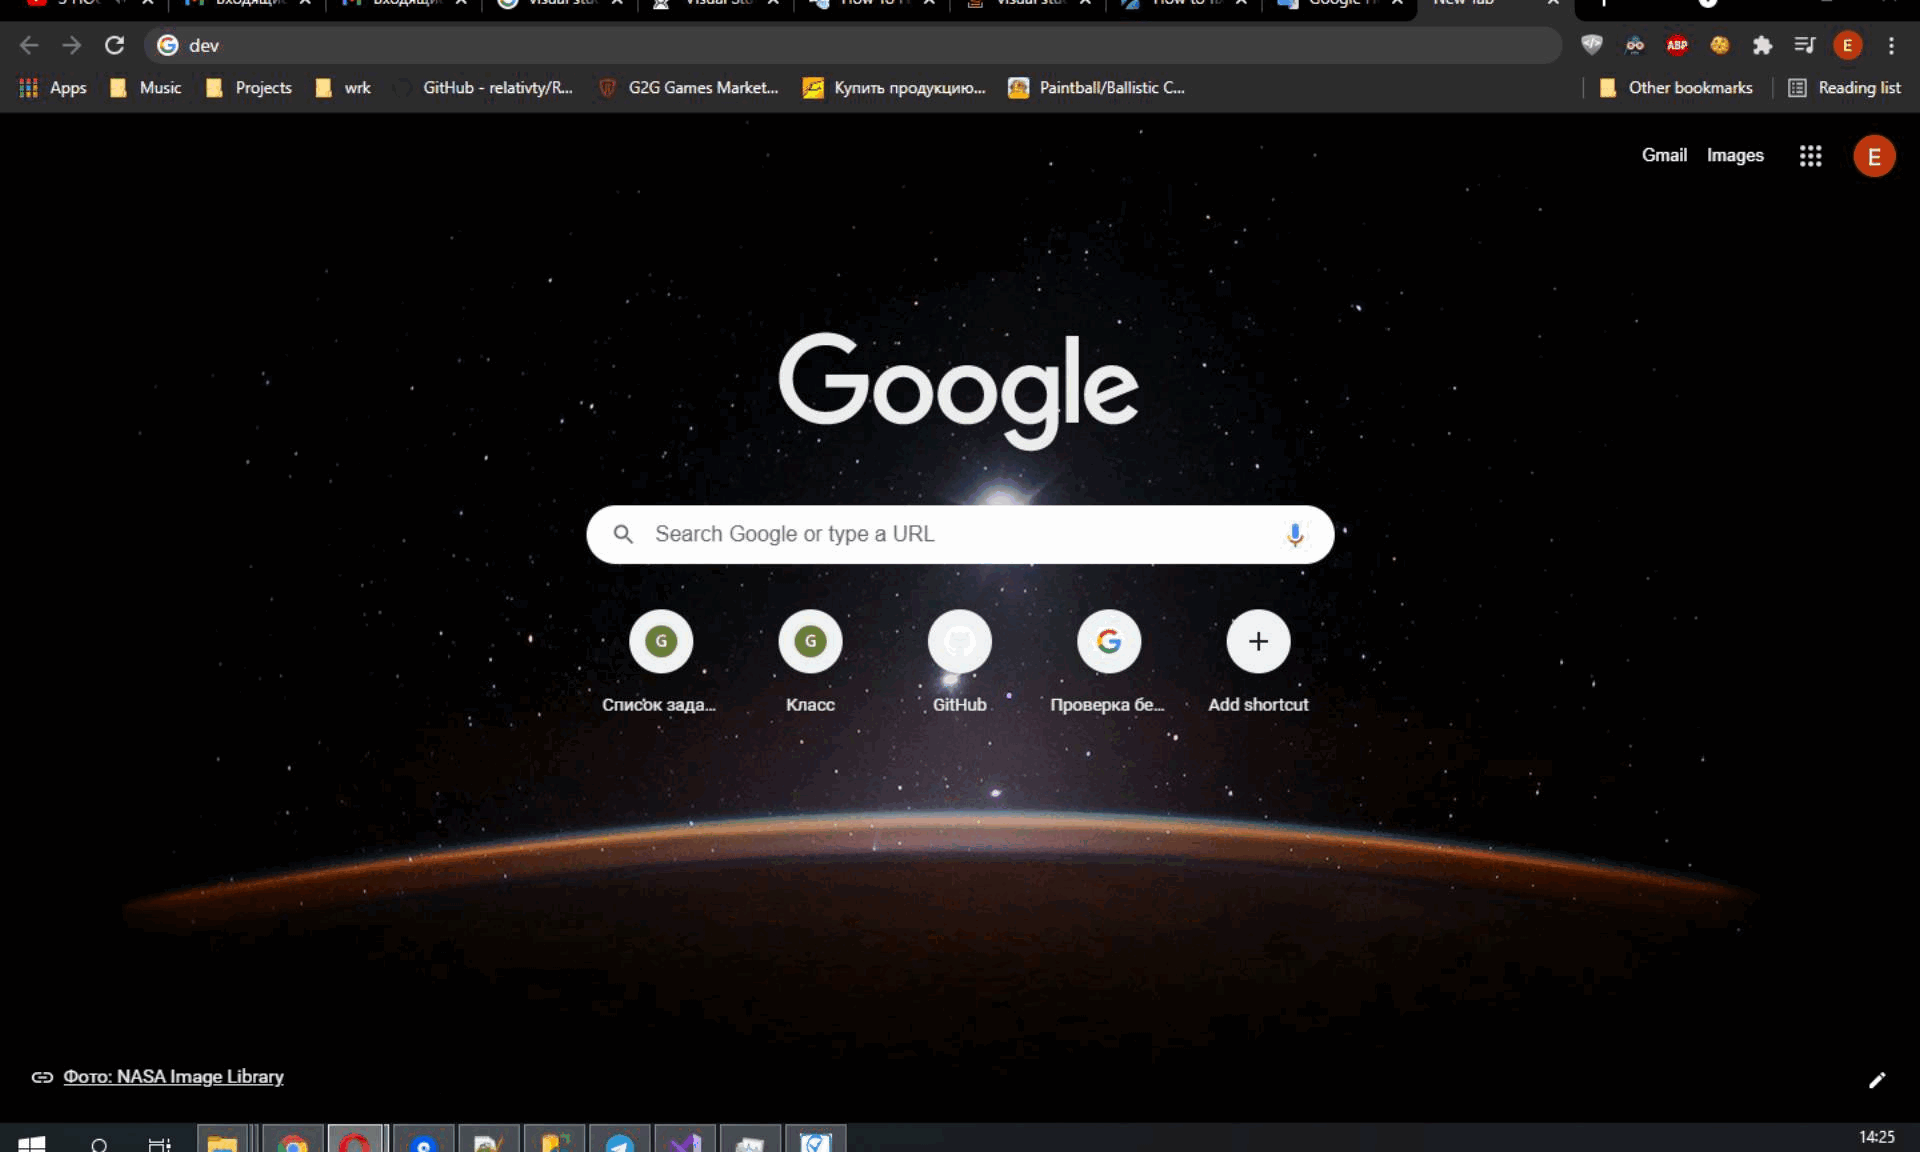 dev
E
Apps Music Projects wrk GitHub - relativty/R... G2G Games Market... Купить продукцию... Paintball/Ballistic C... Other bookmarks Reading list
ABP
Gmail Images E
Google
Search Google or type a URL
G G
Список зада... Класс GitHub Проверка бе... Add shortcut
Фото: NASA Image Library
14:25